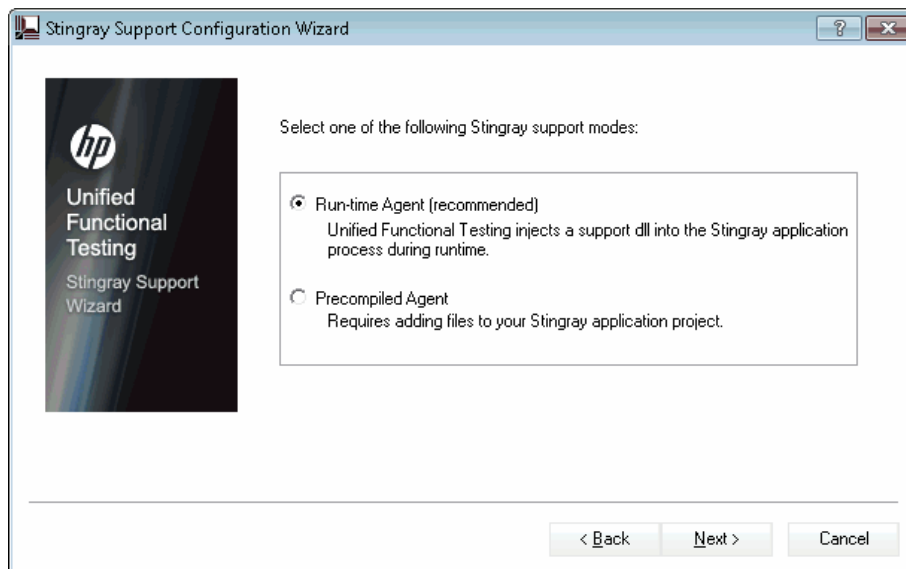 Stingray Support Configuration Wizard
?
hp
Unified
Functional
Testing
Stingray Support
Wizard
Select one of the following Stingray support modes:
Run-time Agent (recommended)
Unified Functional Testing injects a support dll into the Stingray application
process during runtime.
Precompiled Agent
Requires adding files to your Stingray application project.
< Back
Next >
Cancel